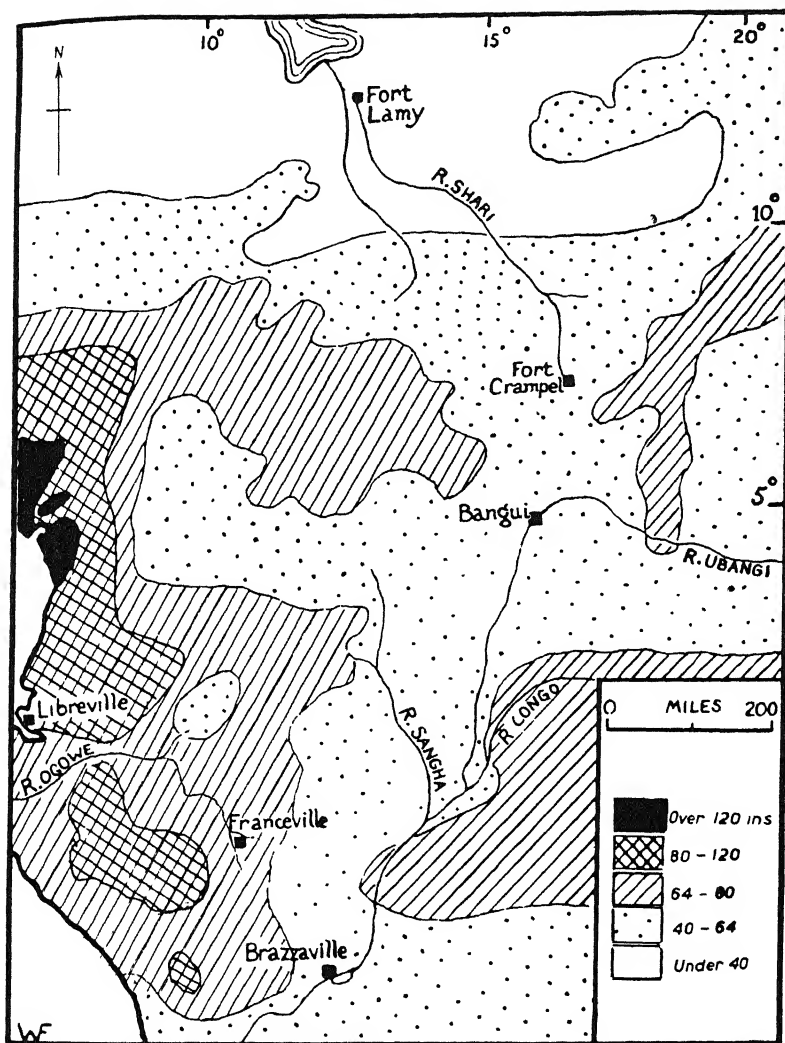 10° 15° 20°
N
Fort
Lamy
R. SHARI
10°
Fort
Crampel
5°
Bangui
R. UBANGI
Libreville
R. OGOWE
R. SANGHA
R. LONGO
Franceville
Brazzaville
0 MILES 200
Over 120 ins
80 - 120
64 - 80
40 - 64
Under 40
WF